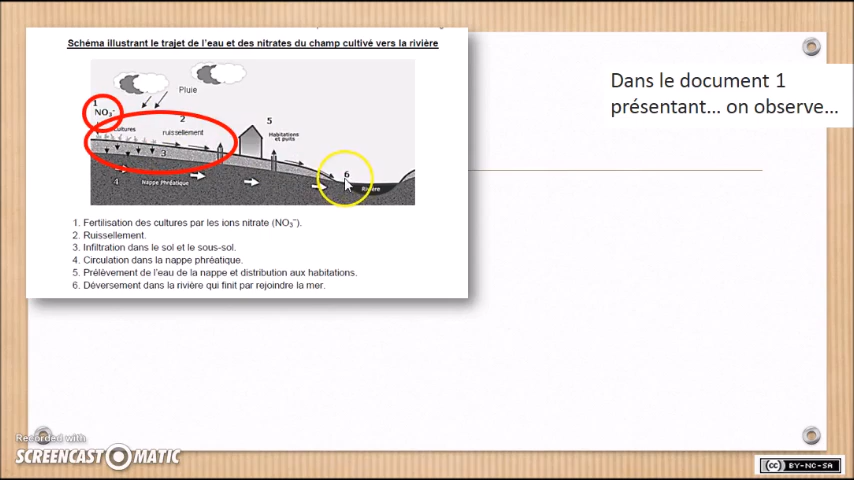 Schéma illustrant le trajet de l'eau et des nitrates du champ cultivé vers la rivière
Dans le document 1
présentant... on observe...
Pluie
1
NO3-
2
Cultures
ruissellement
5
Habitations
et puits
3
6
4
Nappe Phréatique
Rivière
1. Fertilisation des cultures par les ions nitrate (NO3-).
2. Ruissellement.
3. Infiltration dans le sol et le sous-sol.
4. Circulation dans la nappe phréatique.
5. Prélèvement de l'eau de la nappe et distribution aux habitations.
6. Déversement dans la rivière qui finit par rejoindre la mer.
Recorded with
SCREENCAST MATIC
cc BY-NC-SA